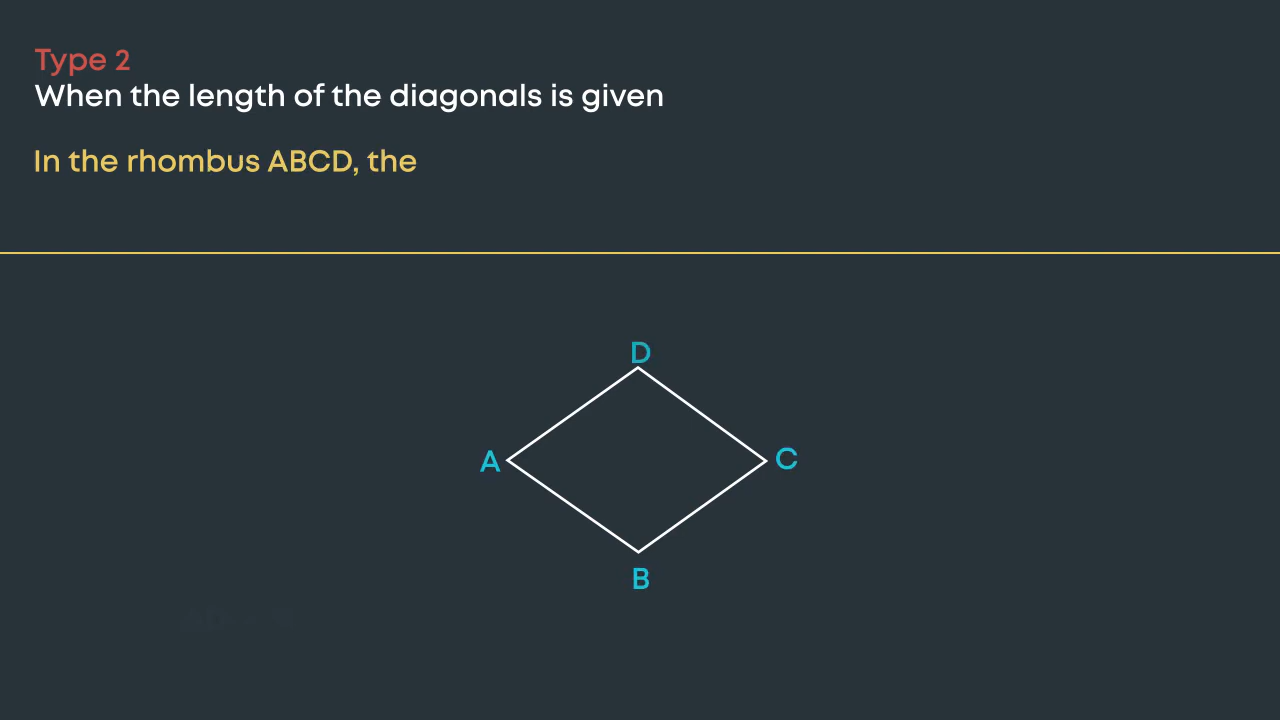 Type 2
When the length of the diagonals is given
In the rhombus ABCD, the
D
A
C
B